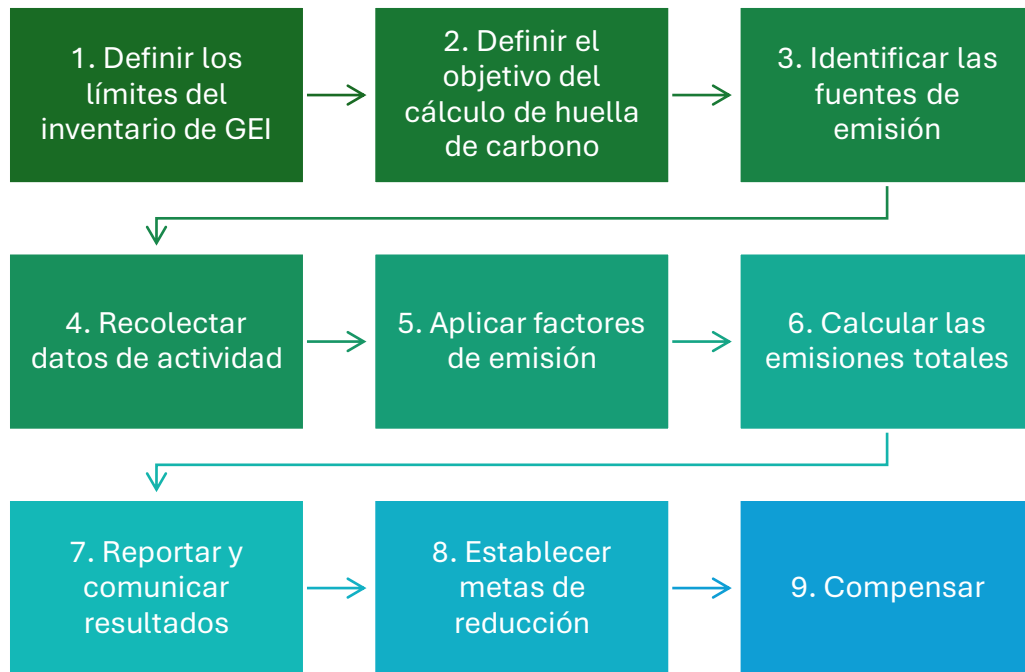 1. Definir los
límites del
inventario de GEI
2. Definir el
objetivo del
cálculo de huella
de carbono
3. Identificar las
fuentes de
emisión
4. Recolectar
datos de actividad
5. Aplicar factores
de emisión
6. Calcular las
emisiones totales
7. Reportar y
comunicar
resultados
8. Establecer
metas de
reducción
9. Compensar